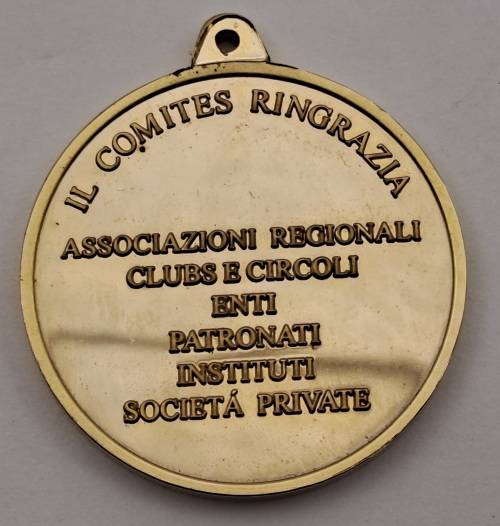 IL COMITES RINGRAZIA
ASSOCIAZIONI REGIONALI
CLUBS E CIRCOLI
ENTI
PATRONATI
INSTITUTI
SOCIETÁ PRIVATE